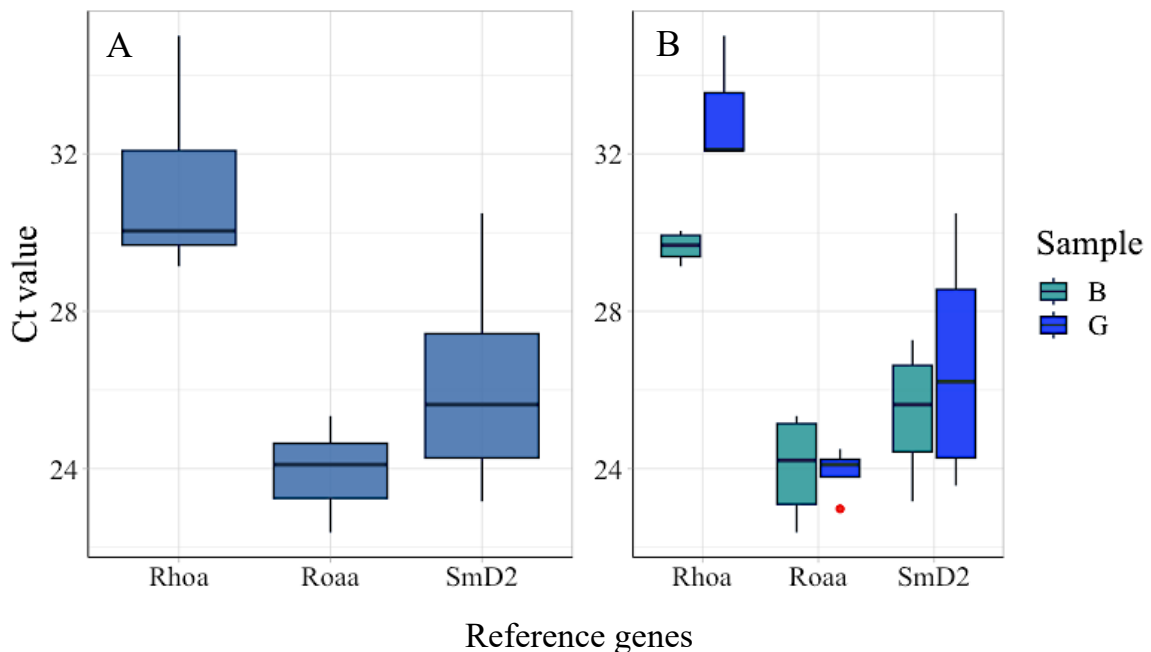 A
B
32
28
24
32
28
24
Ct value
Rhoa Roaa SmD2
Rhoa Roaa SmD2
Reference genes
Sample
B
G